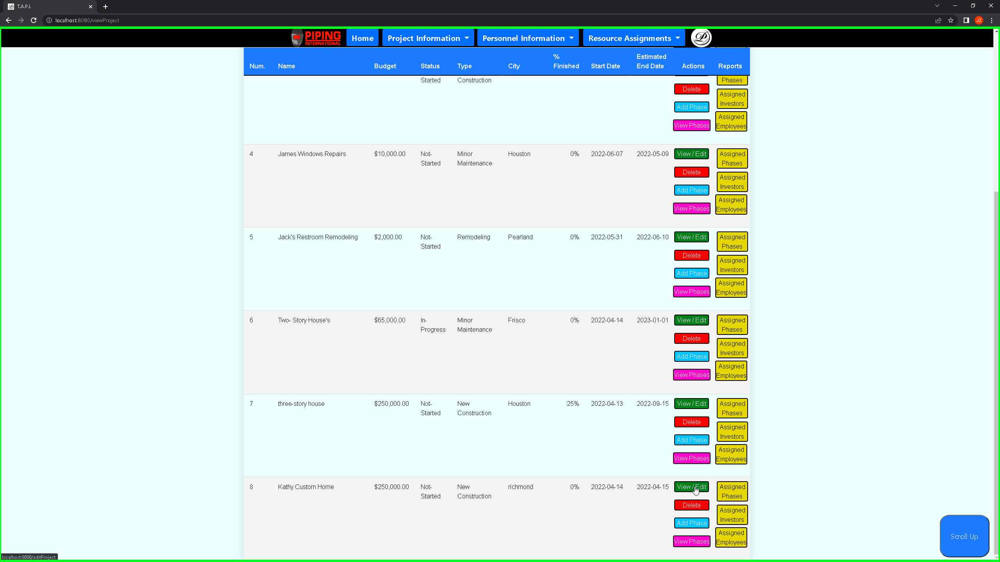 T.A.P.I.
localhost:8080/viewProject
JZ
PIPING
INTERNATIONAL
Home
Project Information
Personnel Information
Resource Assignments
P
Num. Name Budget Status Type City % Finished Start Date Estimated End Date Actions Reports
Started Construction Phases
Delete
Assigned
Investors
Add Phase
Assigned
Employees
View Phases
4 James Windows Repairs $10,000.00 Not- Minor Houston 0% 2022-06-07 2022-05-09 View / Edit Assigned
Started Maintenance Phases
Delete
Assigned
Investors
Add Phase
Assigned
Employees
View Phases
5 Jack's Restroom Remodeling $2,000.00 Not- Remodeling Pearland 0% 2022-05-31 2022-06-10 View / Edit Assigned
Started Phases
Delete
Assigned
Investors
Add Phase
Assigned
Employees
View Phases
6 Two- Story House's $65,000.00 In- Minor Frisco 0% 2022-04-14 2023-01-01 View / Edit Assigned
Progress Maintenance Phases
Delete
Assigned
Investors
Add Phase
Assigned
Employees
View Phases
7 three-story house $250,000.00 Not- New Houston 25% 2022-04-13 2022-09-15 View / Edit Assigned
Started Construction Phases
Delete
Assigned
Investors
Add Phase
Assigned
Employees
View Phases
8 Kathy Custom Home $250,000.00 Not- New richmond 0% 2022-04-14 2022-04-15 View / Edit Assigned
Started Construction Phases
Delete
Assigned
Investors
Add Phase
Assigned
Employees
View Phases
Scroll Up
localhost:8080/editProject